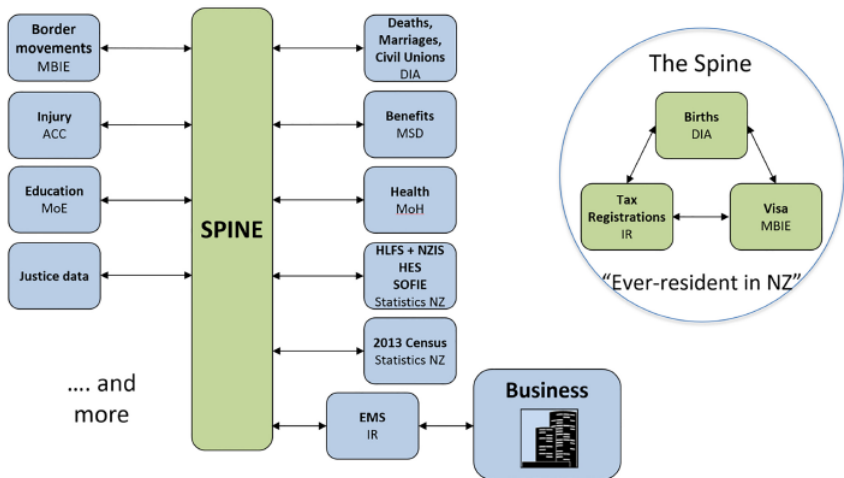 Border
movements
MBIE
Injury
ACC
Education
MoE
Justice data
.... and
more
SPINE
Deaths,
Marriages,
Civil Unions
DIA
Benefits
MSD
Health
MoH
HLFS + NZIS
HES
SOFIE
Statistics NZ
2013 Census
Statistics NZ
EMS
IR
Business
The Spine
Births
DIA
Tax
Registrations
IR
Visa
MBIE
"Ever-resident in NZ"